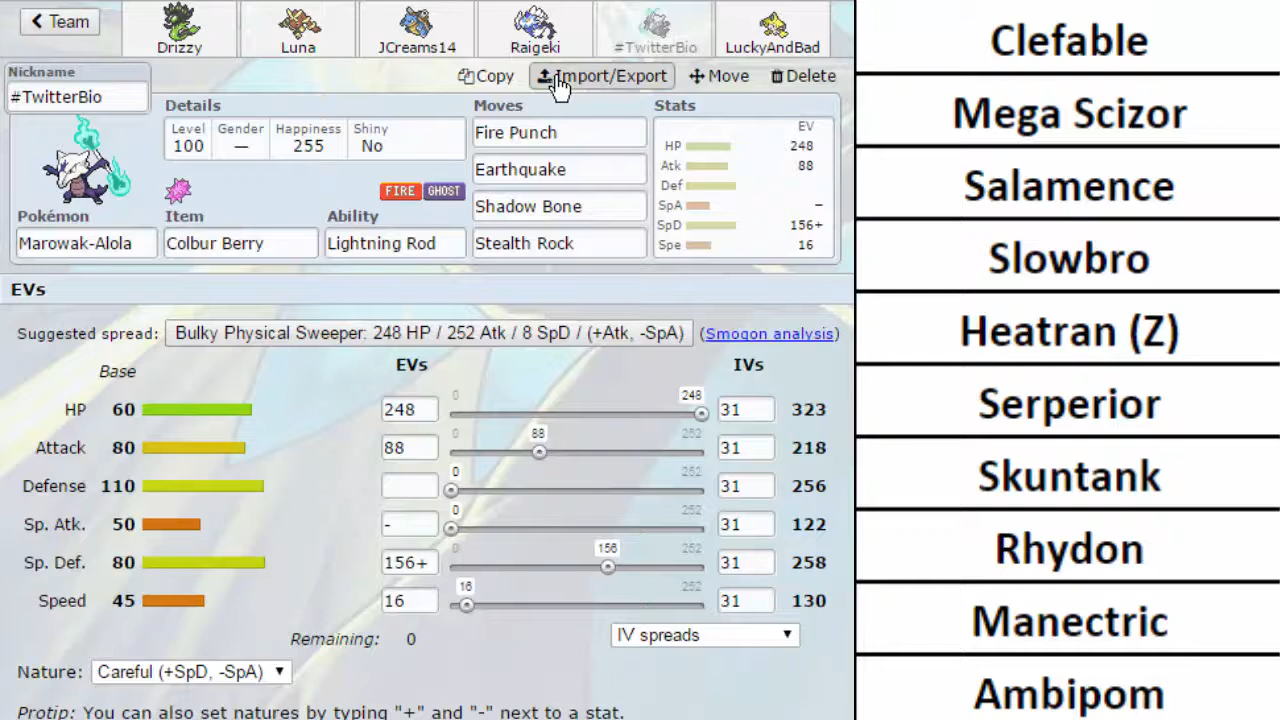 Team
Drizzy
Luna
JCreams14
Raigeki
#TwitterBio
LuckyAndBad
Copy
Import/Export
Move
Delete
Nickname
#TwitterBio
Details
Level
100
Gender
—
Happiness
255
Shiny
No
FIRE GHOST
Pokémon
Marowak-Alola
Item
Colbur Berry
Ability
Lightning Rod
Moves
Fire Punch
Earthquake
Shadow Bone
Stealth Rock
Stats
EV
HP 248
Atk 88
Def
SpA –
SpD 156+
Spe 16
EVs
Suggested spread: Bulky Physical Sweeper: 248 HP / 252 Atk / 8 SpD / (+Atk, -SpA) (Smogon analysis)
Base EVs IVs
HP 60 248 0 248 31 323
Attack 80 88 0 88 252 31 218
Defense 110 0 252 31 256
Sp. Atk. 50 - 0 252 31 122
Sp. Def. 80 156+ 0 156 252 31 258
Speed 45 16 16 252 31 130
Remaining: 0
IV spreads
Nature: Careful (+SpD, -SpA)
Protip: You can also set natures by typing "+" and "-" next to a stat.
Clefable
Mega Scizor
Salamence
Slowbro
Heatran (Z)
Serperior
Skuntank
Rhydon
Manectric
Ambipom